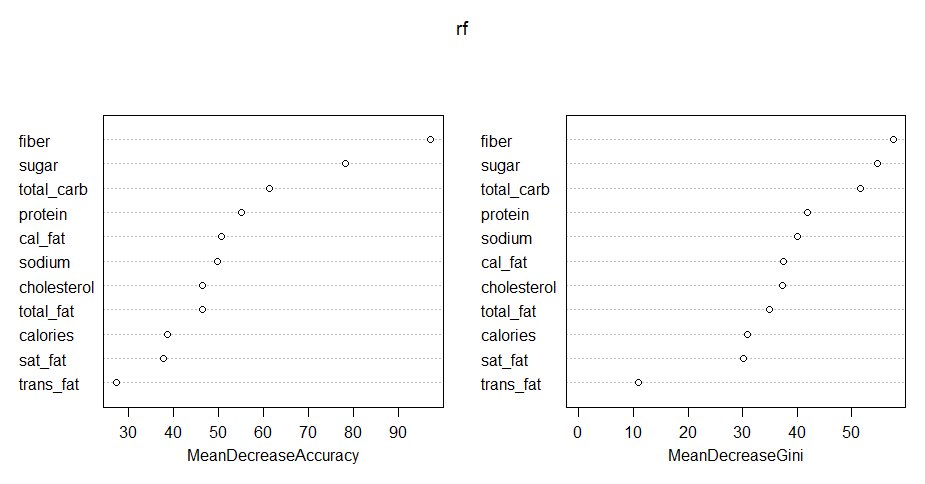 rf
fiber
sugar
total_carb
protein
cal_fat
sodium
cholesterol
total_fat
calories
sat_fat
trans_fat
30 40 50 60 70 80 90
MeanDecreaseAccuracy
fiber
sugar
total_carb
protein
sodium
cal_fat
cholesterol
total_fat
calories
sat_fat
trans_fat
0 10 20 30 40 50
MeanDecreaseGini